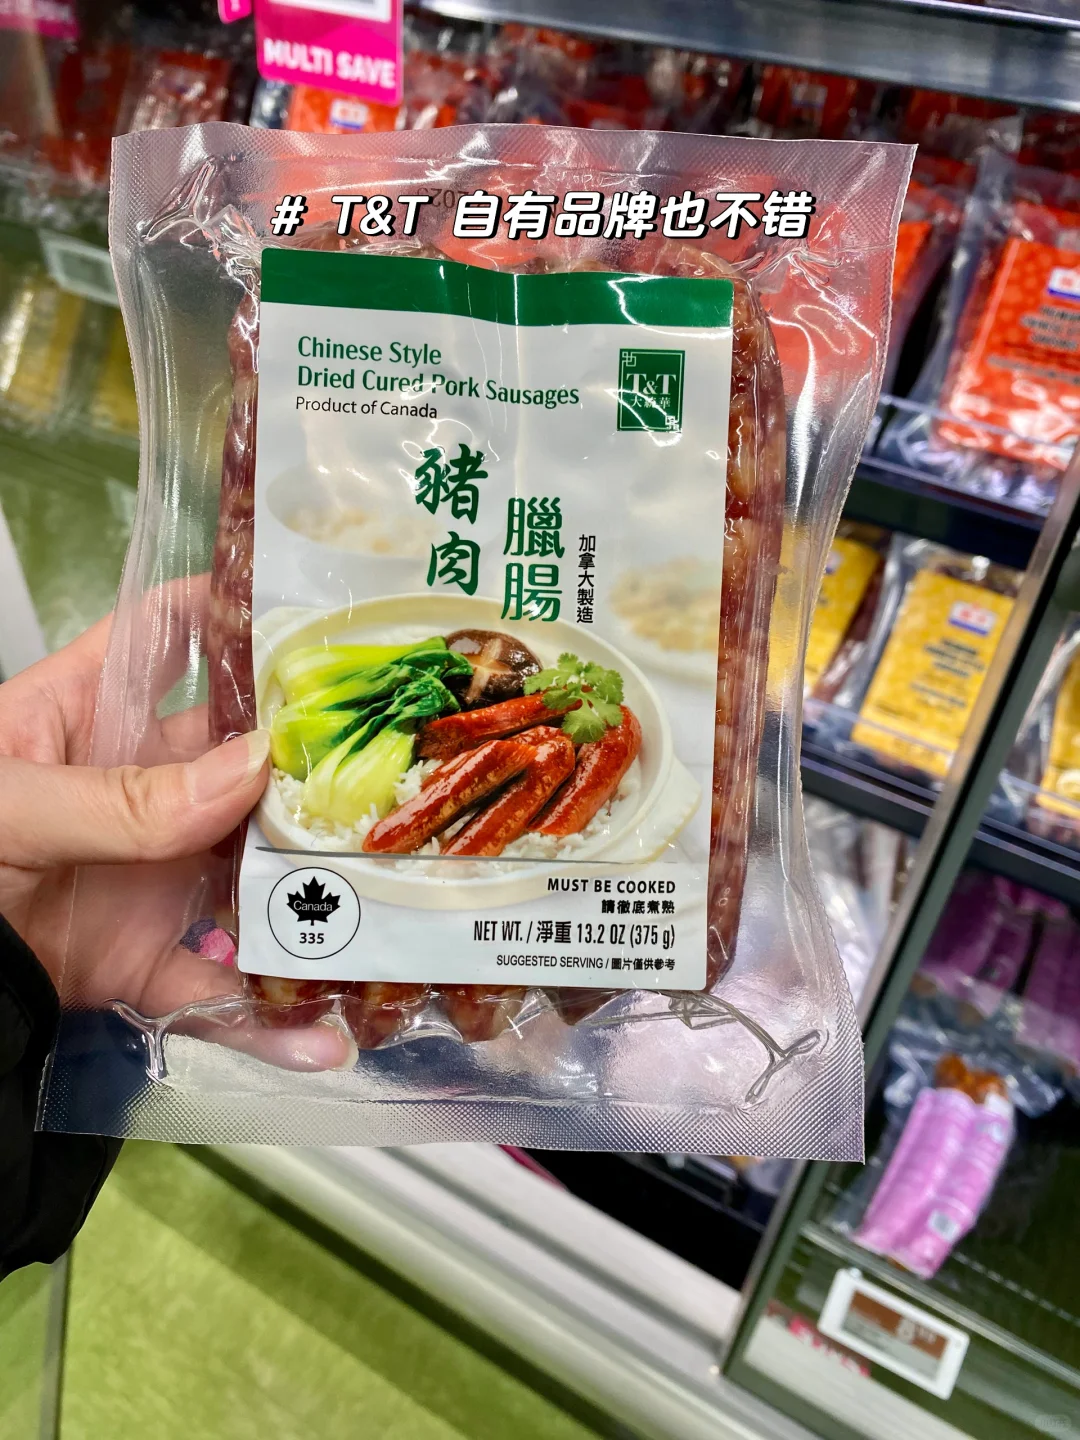 MULTI SAVE
# T&T 自有品牌也不错
Chinese Style
Dried Cured Pork Sausages
Product of Canada
T&T
大統華
豬肉
臘腸
加拿大製造
Canada
335
MUST BE COOKED
請徹底煮熟
NET WT. / 淨重 13.2 OZ (375 g)
SUGGESTED SERVING / 圖片僅供參考